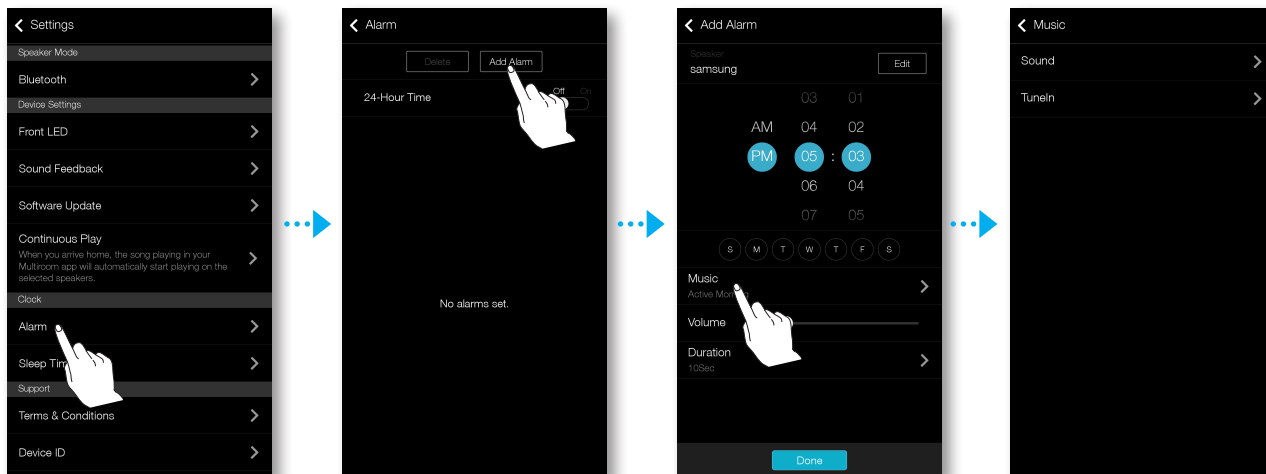 Settings
Speaker Mode
Bluetooth
Device Settings
Front LED
Sound Feedback
Software Update
Continuous Play
When you arrive home, the song playing in your
Multiroom app will automatically start playing on the
selected speakers.
Clock
Alarm
Sleep Tim
Support
Terms & Conditions
Device ID
Alarm
Delete
Add Alarm
24-Hour Time
Off
On
No alarms set.
Add Alarm
Speaker
samsung
Edit
03 01
AM 04 02
PM 05 : 03
06 04
07 05
S M T W T F S
Music
Active Morning
Volume
Duration
10Sec
Done
Music
Sound
TuneIn